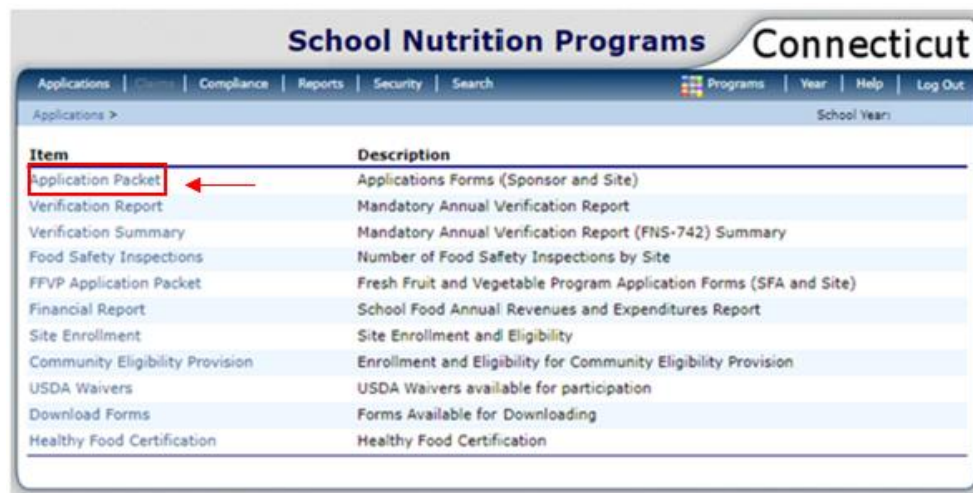 School Nutrition Programs Connecticut
Applications | Claims | Compliance | Reports | Security | Search Programs | Year | Help | Log Out
Applications > School Year:
Item Description
Application Packet Applications Forms (Sponsor and Site)
Verification Report Mandatory Annual Verification Report
Verification Summary Mandatory Annual Verification Report (FNS-742) Summary
Food Safety Inspections Number of Food Safety Inspections by Site
FFVP Application Packet Fresh Fruit and Vegetable Program Application Forms (SFA and Site)
Financial Report School Food Annual Revenues and Expenditures Report
Site Enrollment Site Enrollment and Eligibility
Community Eligibility Provision Enrollment and Eligibility for Community Eligibility Provision
USDA Waivers USDA Waivers available for participation
Download Forms Forms Available for Downloading
Healthy Food Certification Healthy Food Certification